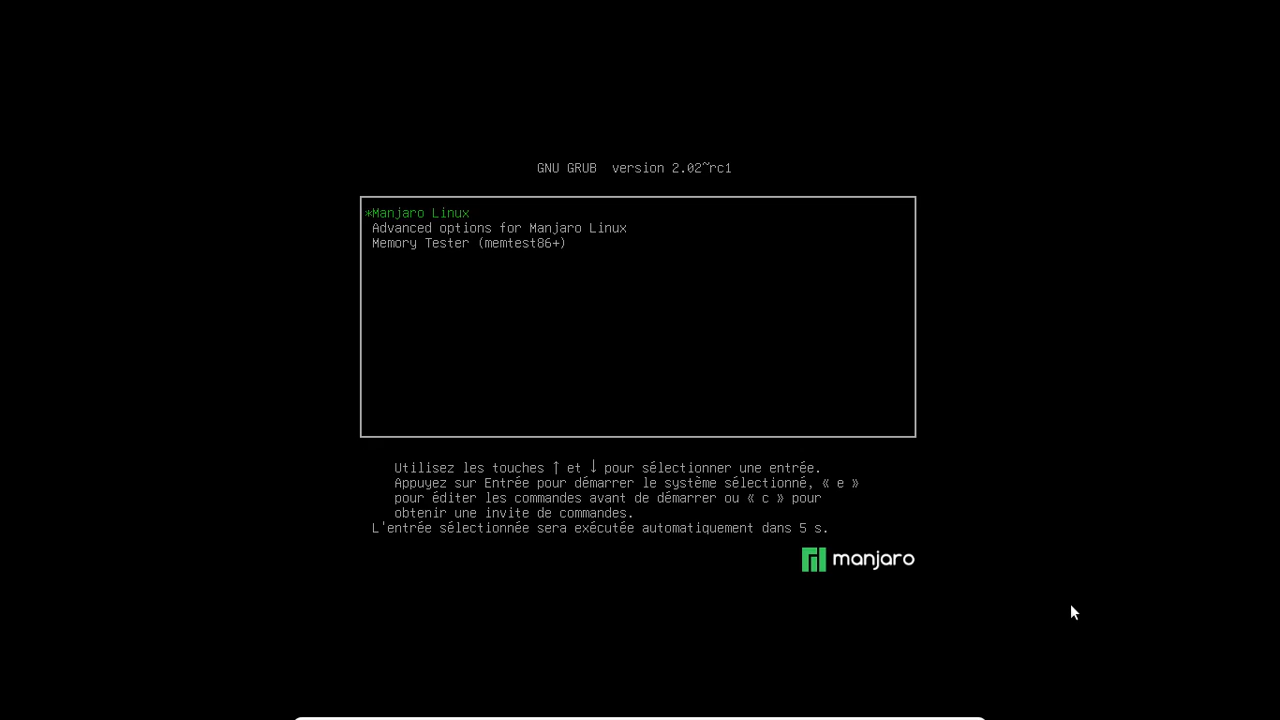 GNU GRUB  version 2.02~rc1
*Manjaro Linux
Advanced options for Manjaro Linux
Memory Tester (memtest86+)
Utilisez les touches ↑ et ↓ pour sélectionner une entrée.
Appuyez sur Entrée pour démarrer le système sélectionné, « e »
pour éditer les commandes avant de démarrer ou « c » pour
obtenir une invite de commandes.
L'entrée sélectionnée sera exécutée automatiquement dans 5 s.
manjaro